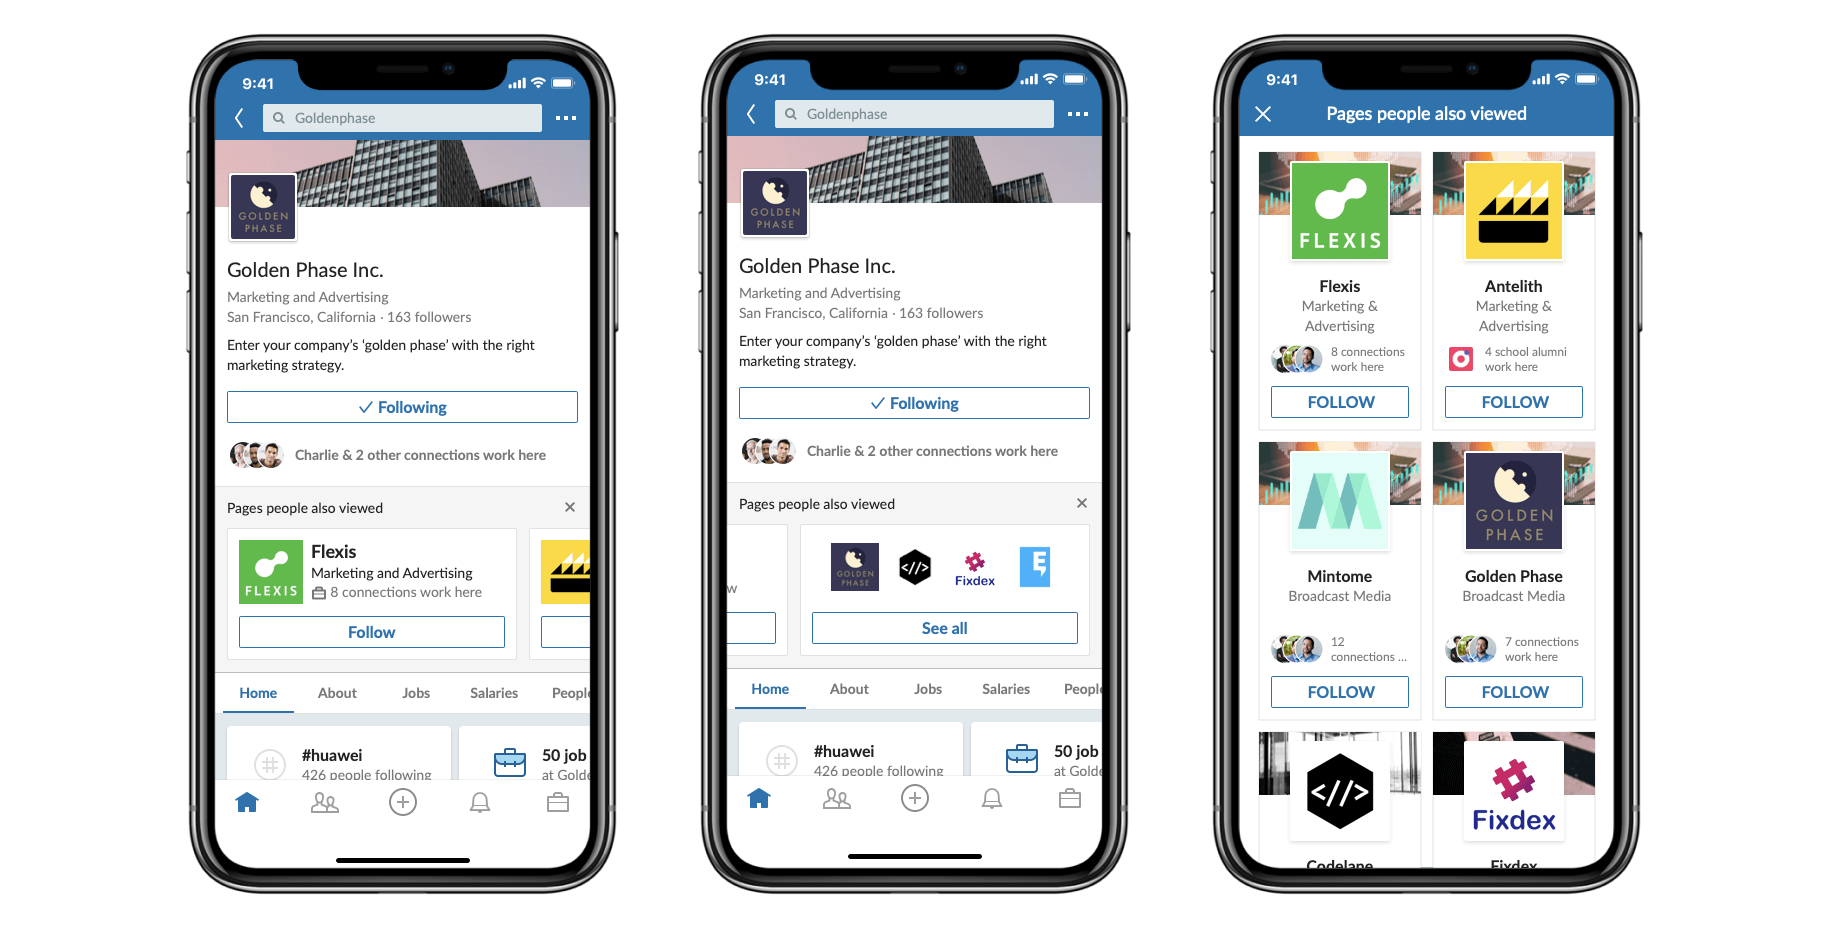 9:41
Goldenphase
GOLDEN
PHASE
Golden Phase Inc.
Marketing and Advertising
San Francisco, California · 163 followers
Enter your company's ‘golden phase’ with the right
marketing strategy.
Following
Charlie & 2 other connections work here
Pages people also viewed
FLEXIS
Flexis
Marketing and Advertising
8 connections work here
Follow
Home About Jobs Salaries People
#huawei
426 people following
50 job
at Golde
9:41
Goldenphase
GOLDEN
PHASE
Golden Phase Inc.
Marketing and Advertising
San Francisco, California · 163 followers
Enter your company's ‘golden phase’ with the right
marketing strategy.
Following
Charlie & 2 other connections work here
Pages people also viewed
w
GOLDEN
PHASE
</>
Fixdex
E
See all
Home About Jobs Salaries People
#huawei
426 people following
50 job
at Golde
9:41
Pages people also viewed
FLEXIS
Flexis
Marketing &
Advertising
8 connections
work here
FOLLOW
Antelith
Marketing &
Advertising
4 school alumni
work here
FOLLOW
M
Mintome
Broadcast Media
12
connections ...
FOLLOW
GOLDEN
PHASE
Golden Phase
Broadcast Media
7 connections
work here
FOLLOW
</>
Codelane
Fixdex
Fixdex